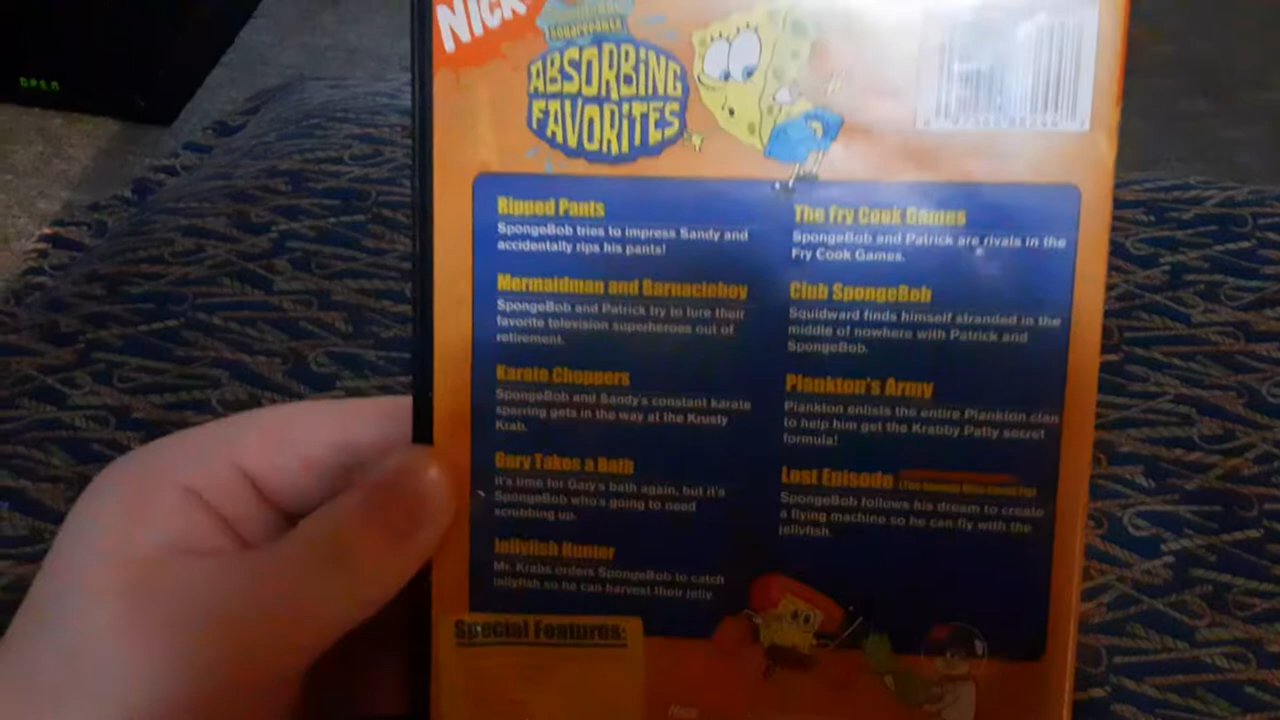 OPEN
NICK
SQUAREPANTS
ABSORBING
FAVORITES
Ripped Pants
SpongeBob tries to impress Sandy and
accidentally rips his pants!
Mermaidman and Barnacleboy
SpongeBob and Patrick try to lure their
favorite television superheroes out of
retirement.
Karate Choppers
SpongeBob and Sandy's constant karate
sparring gets in the way at the Krusty
Krab.
Gary Takes a Bath
It's time for Gary's bath again, but it's
SpongeBob who's going to need
scrubbing up.
Jellyfish Hunter
Mr. Krabs orders SpongeBob to catch
jellyfish so he can harvest their jelly.
Special Features:
The Fry Cook Games
SpongeBob and Patrick are rivals in the
Fry Cook Games.
Club SpongeBob
Squidward finds himself stranded in the
middle of nowhere with Patrick and
SpongeBob.
Plankton's Army
Plankton enlists the entire Plankton clan
to help him get the Krabby Patty secret
formula!
Lost Episode
SpongeBob follows his dream to create
a flying machine so he can fly with the
jellyfish.